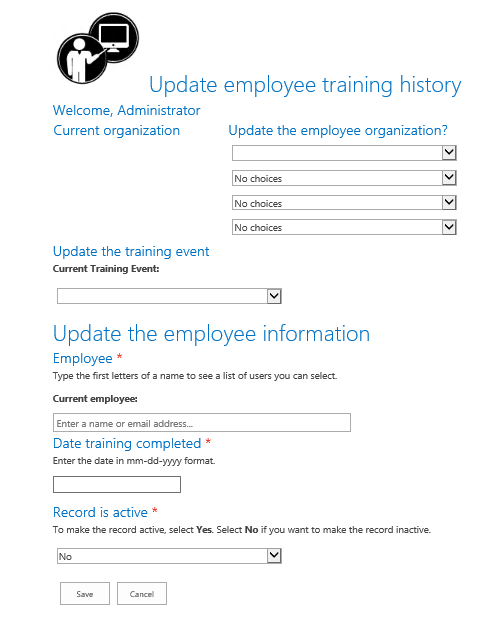 Update employee training history
Welcome, Administrator
Current organization
Update the employee organization?
No choices
No choices
No choices
Update the training event
Current Training Event:
Update the employee information
Employee *
Type the first letters of a name to see a list of users you can select.
Current employee:
Enter a name or email address...
Date training completed *
Enter the date in mm-dd-yyyy format.
Record is active *
To make the record active, select Yes. Select No if you want to make the record inactive.
No
Save
Cancel